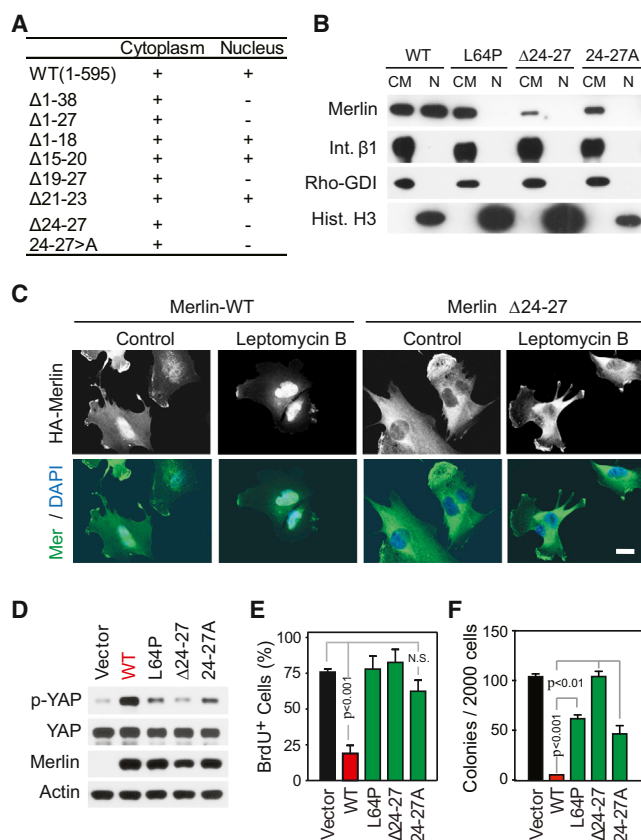 A
Cytoplasm Nucleus
WT(1-595) + +
Δ1-38 + -
Δ1-27 + -
Δ1-18 + +
Δ15-20 + +
Δ19-27 + -
Δ21-23 + +
Δ24-27 + -
24-27>A + -
B
WT L64P Δ24-27 24-27A
CM N CM N CM N CM N
Merlin
Int. β1
Rho-GDI
Hist. H3
C
Merlin-WT Merlin Δ24-27
Control Leptomycin B Control Leptomycin B
HA-Merlin
Mer / DAPI
D
Vector WT L64P Δ24-27 24-27A
p-YAP
YAP
Merlin
Actin
E
BrdU+ Cells (%)
100
75
50
25
0
N.S.
p<0.001
Vector WT L64P Δ24-27 24-27A
F
Colonies / 2000 cells
150
100
50
0
p<0.01
p<0.001
Vector WT L64P Δ24-27 24-27A